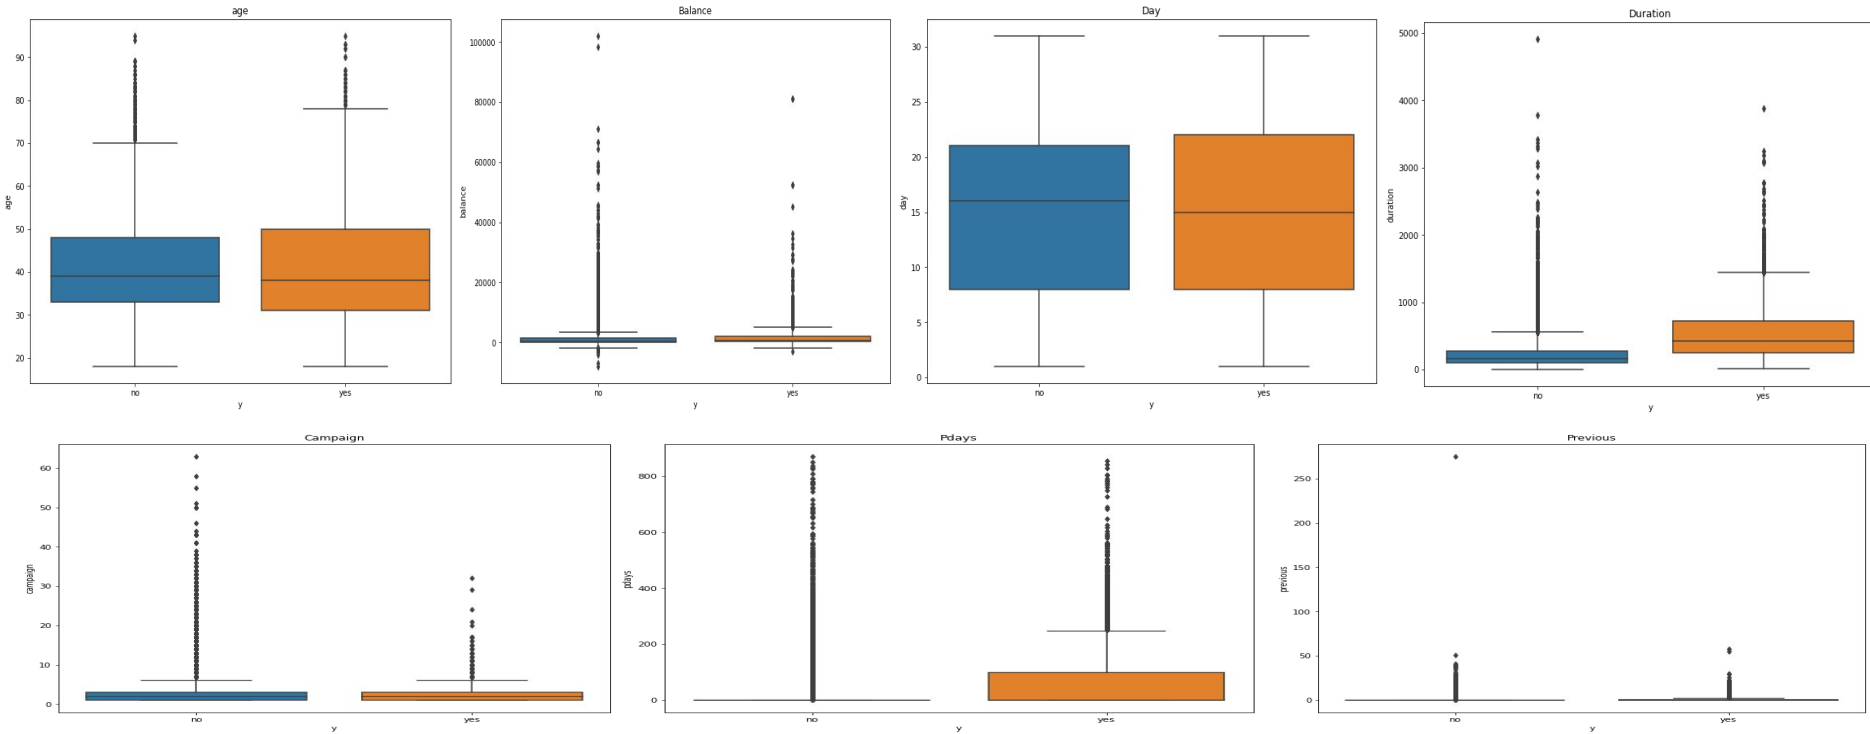 age
age
90
80
70
60
50
40
30
20
no
yes
y
Balance
balance
100000
80000
60000
40000
20000
0
no
yes
y
Day
day
30
25
20
15
10
5
0
no
yes
y
Duration
duration
5000
4000
3000
2000
1000
0
no
yes
y
Campaign
campaign
60
50
40
30
20
10
0
no
yes
y
Pdays
pdays
800
600
400
200
0
no
yes
y
Previous
previous
250
200
150
100
50
0
no
yes
y